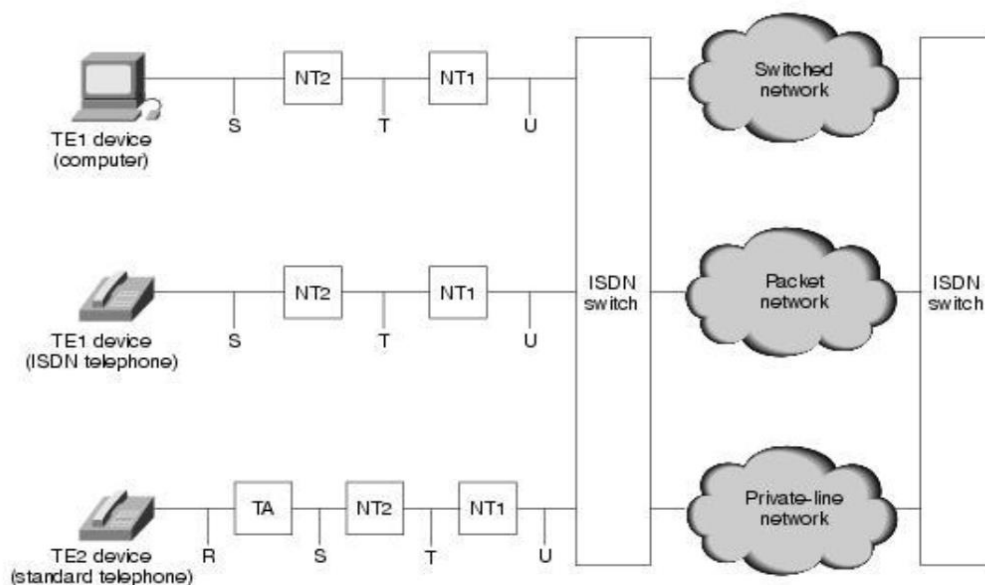 NT2
NT1
Switched
network
S
T
U
TE1 device
(computer)
NT2
NT1
ISDN
switch
Packet
network
ISDN
switch
S
T
U
TE1 device
(ISDN telephone)
TA
NT2
NT1
Private-line
network
R
S
T
U
TE2 device
(standard telephone)